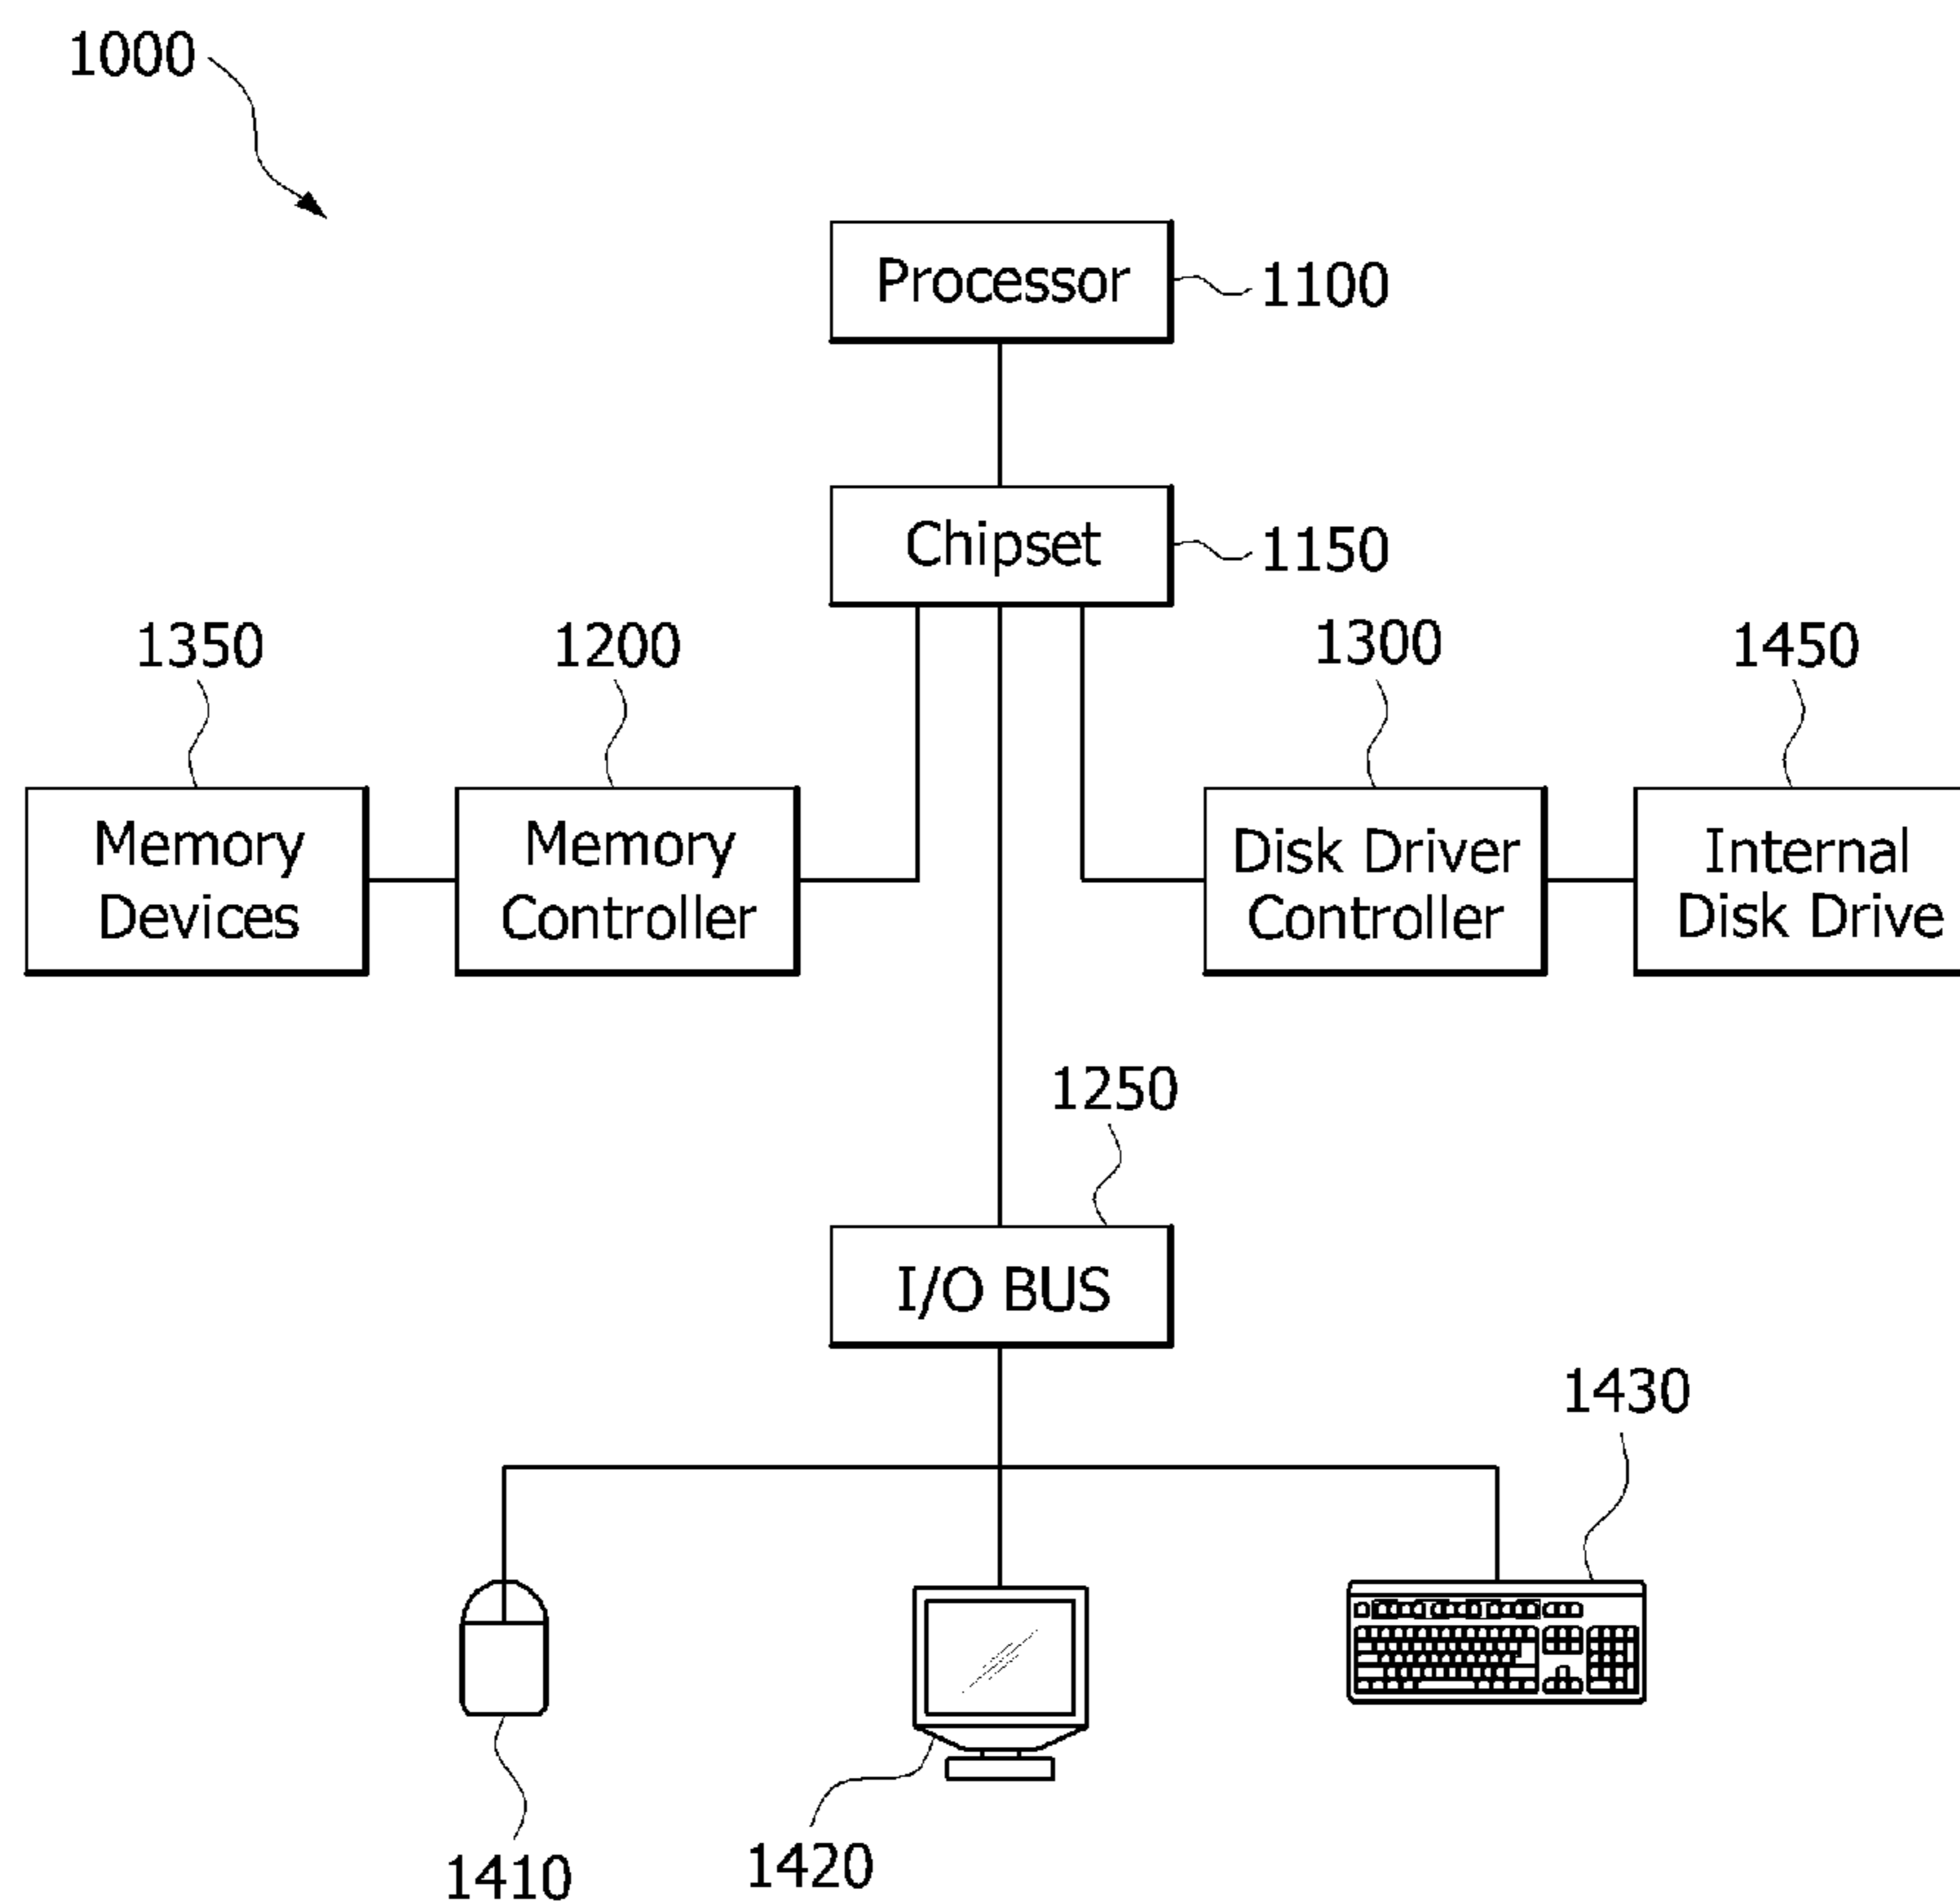 1000
Processor
1100
Chipset
1150
1350
1200
1300
1450
Memory
Devices
Memory
Controller
Disk Driver
Controller
Internal
Disk Drive
1250
I/O BUS
1430
1410
1420